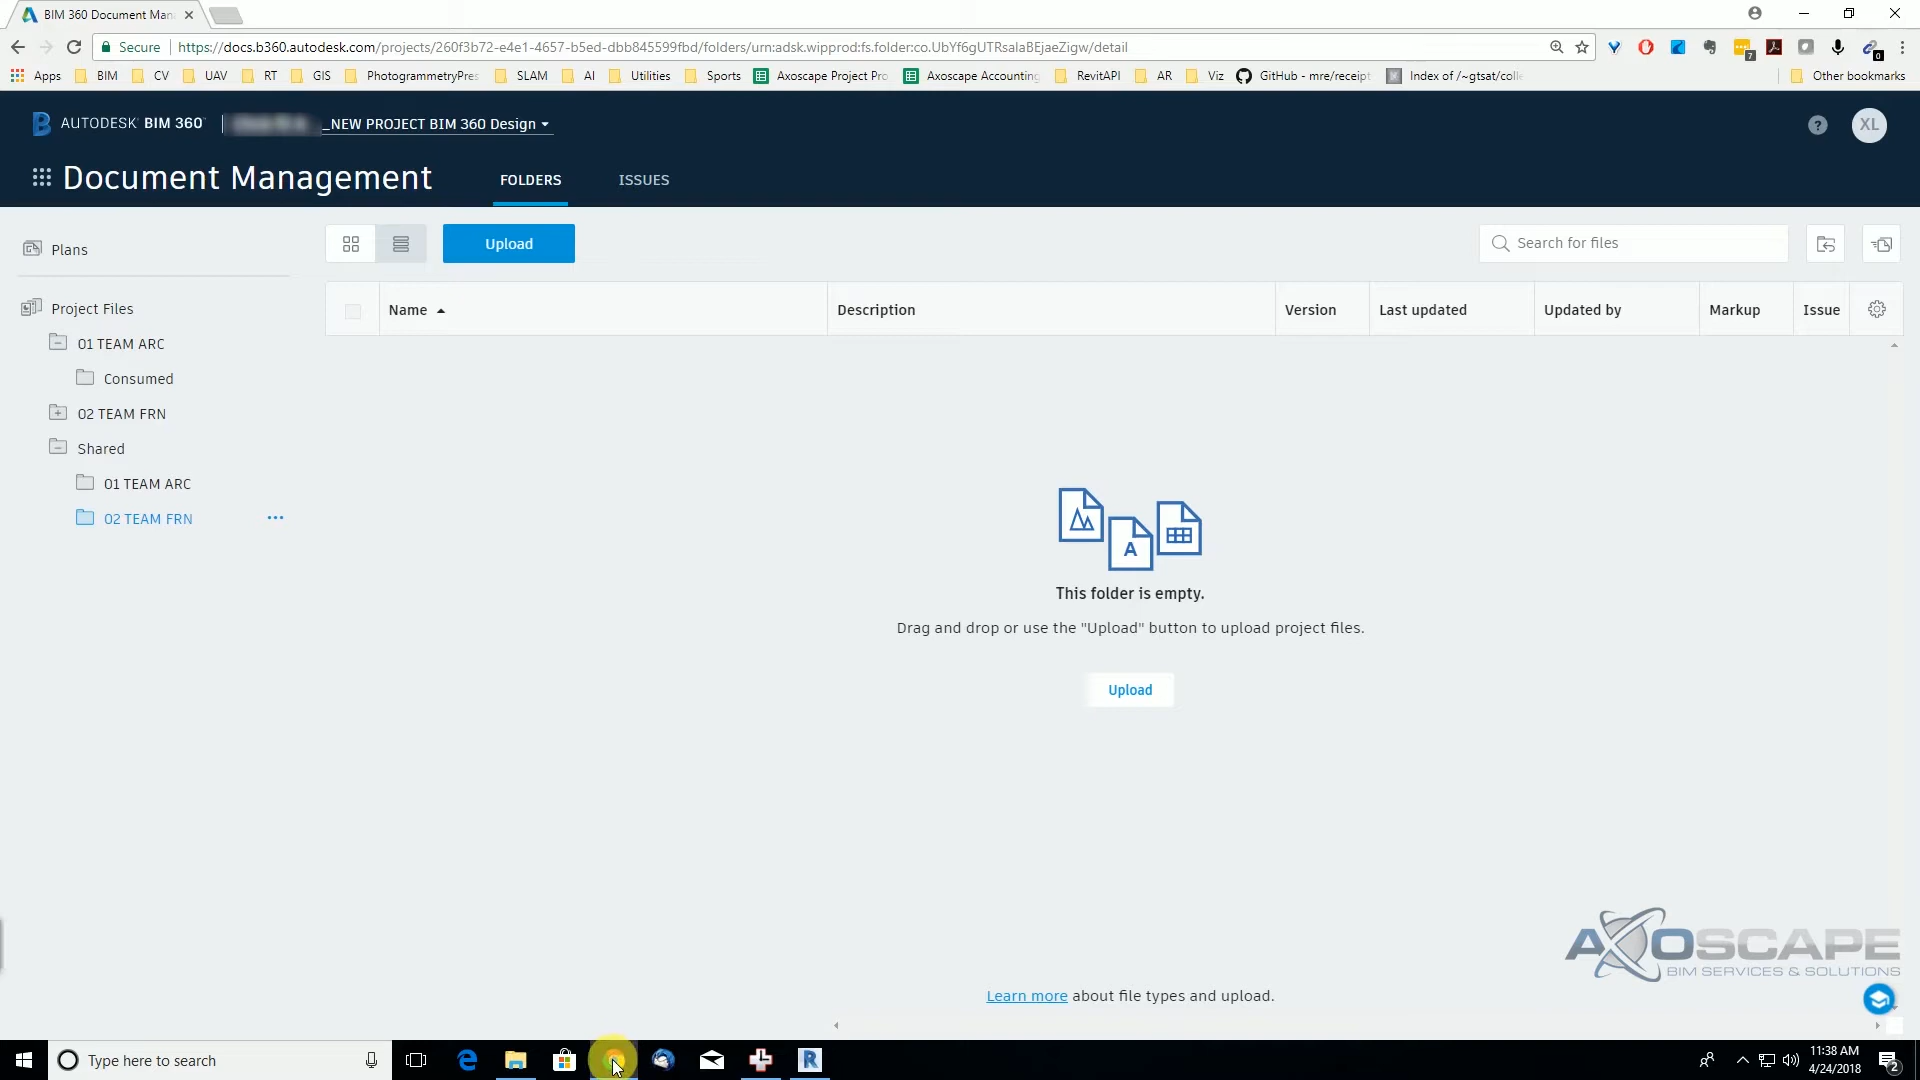 BIM 360 Document Man
Secure https://docs.b360.autodesk.com/projects/260f3b72-e4e1-4657-b5ed-dbb845599fbd/folders/urn:adsk.wipprod:fs.folder:co.UbYf6gUTRsalaBEjaeZigw/detail
7
0
Apps BIM CV UAV RT GIS PhotogrammetryPres SLAM AI Utilities Sports Axoscape Project Pro Axoscape Accounting RevitAPI AR Viz GitHub - mre/receipt Index of /~gtsat/colle Other bookmarks
AUTODESK BIM 360 _NEW PROJECT BIM 360 Design
? XL
Document Management FOLDERS ISSUES
Plans
Upload
Search for files
Project Files
Name Description Version Last updated Updated by Markup Issue
01 TEAM ARC
Consumed
02 TEAM FRN
Shared
01 TEAM ARC
02 TEAM FRN ...
A
This folder is empty.
Drag and drop or use the "Upload" button to upload project files.
Upload
AXOSCAPE
BIM SERVICES & SOLUTIONS
Learn more about file types and upload.
Type here to search
R
11:38 AM
4/24/2018
2